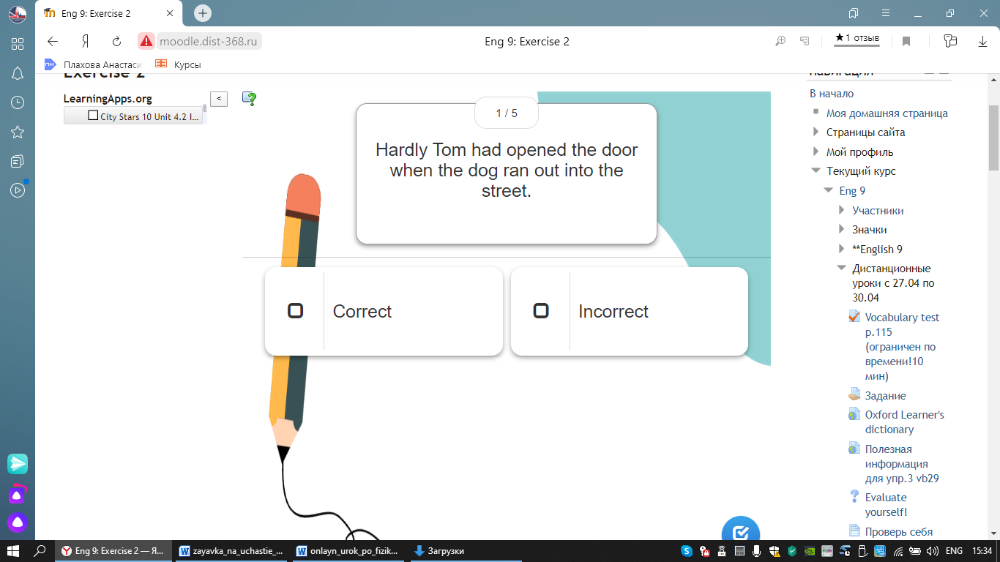 Eng 9: Exercise 2
moodle.dist-368.ru
Eng 9: Exercise 2
★ 1 отзыв
Плахова Анастаси
Курсы
Exercise 2
LearningApps.org
<
City Stars 10 Unit 4.2 I...
1 / 5
Hardly Tom had opened the door
when the dog ran out into the
street.
Correct
Incorrect
Навигация
В начало
Моя домашняя страница
Страницы сайта
Мой профиль
Текущий курс
Eng 9
Участники
Значки
**English 9
Дистанционные
уроки с 27.04 по
30.04
Vocabulary test
p.115
(ограничен по
времени!10
мин)
Задание
Oxford Learner's
dictionary
Полезная
информация
для упр.3 vb29
Evaluate
yourself!
Проверь себя
Eng 9: Exercise 2 — Я...
zayavka_na_uchastie_...
onlayn_urok_po_fizik...
Загрузки
ENG
15:34